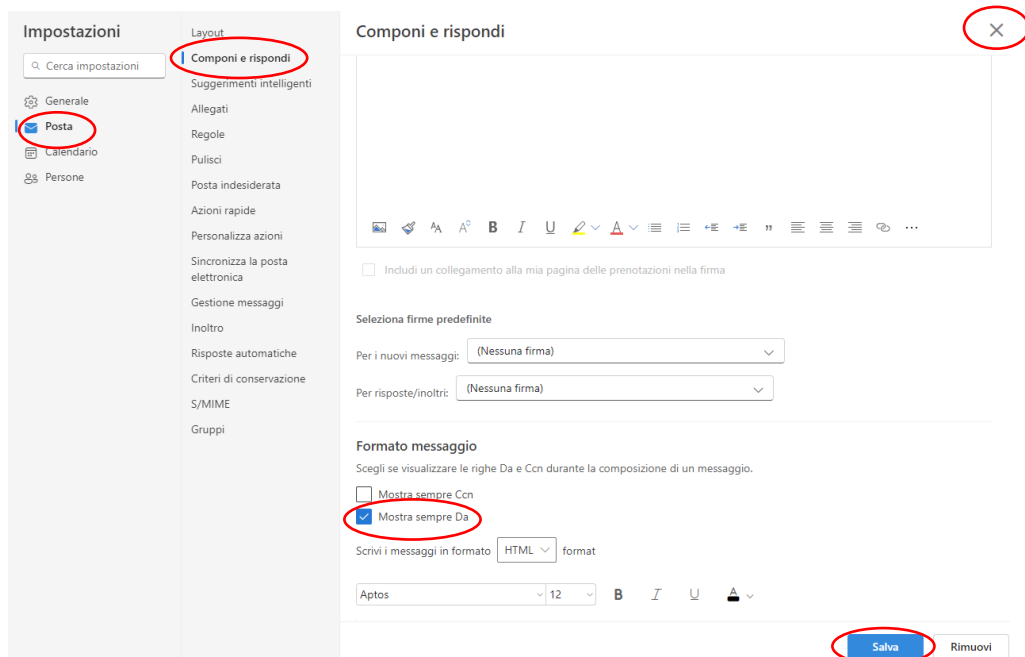 Impostazioni
Cerca impostazioni
Generale
Posta
Calendario
Persone
Layout
Componi e rispondi
Suggerimenti intelligenti
Allegati
Regole
Pulisci
Posta indesiderata
Azioni rapide
Personalizza azioni
Sincronizza la posta
elettronica
Gestione messaggi
Inoltro
Risposte automatiche
Criteri di conservazione
S/MIME
Gruppi
Componi e rispondi
B I U A
Includi un collegamento alla mia pagina delle prenotazioni nella firma
Seleziona firme predefinite
Per i nuovi messaggi: (Nessuna firma)
Per risposte/inoltri: (Nessuna firma)
Formato messaggio
Scegli se visualizzare le righe Da e Ccn durante la composizione di un messaggio.
Mostra sempre Ccn
Mostra sempre Da
Scrivi i messaggi in formato HTML format
Aptos 12 B I U A
Salva Rimuovi